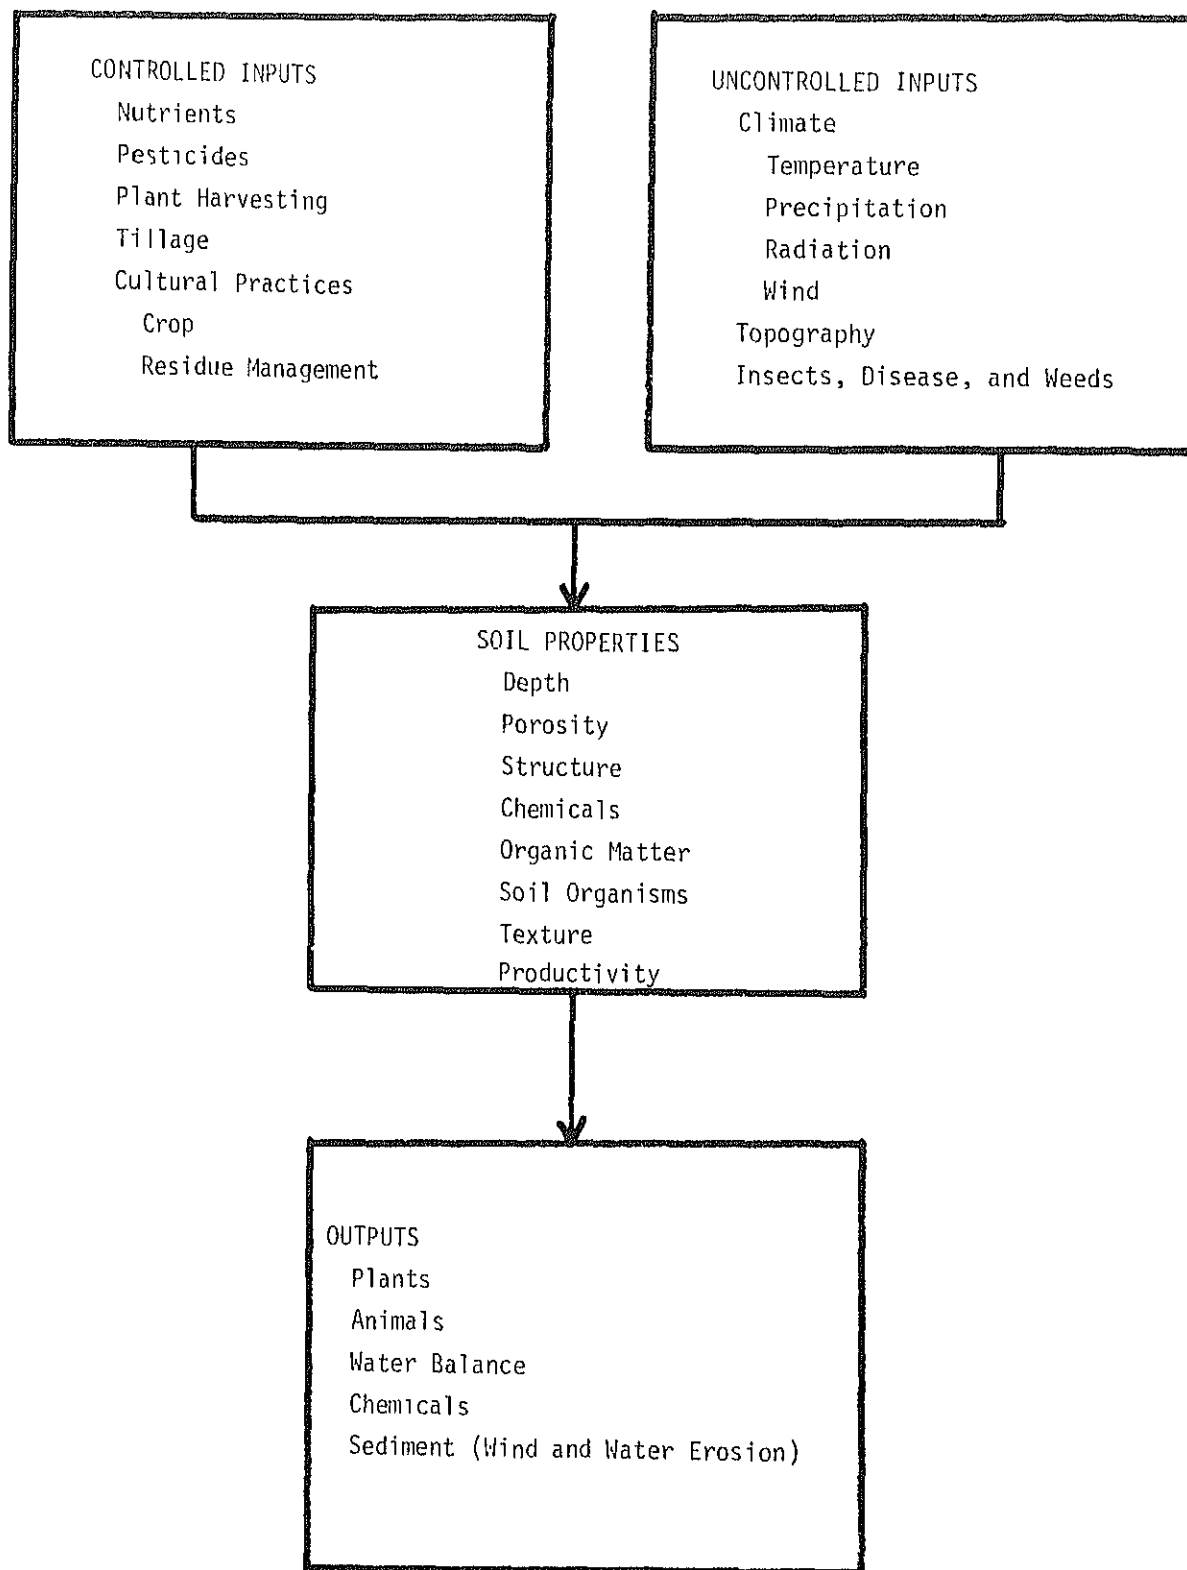 CONTROLLED INPUTS
Nutrients
Pesticides
Plant Harvesting
Tillage
Cultural Practices
Crop
Residue Management
UNCONTROLLED INPUTS
Climate
Temperature
Precipitation
Radiation
Wind
Topography
Insects, Disease, and Weeds
SOIL PROPERTIES
Depth
Porosity
Structure
Chemicals
Organic Matter
Soil Organisms
Texture
Productivity
OUTPUTS
Plants
Animals
Water Balance
Chemicals
Sediment (Wind and Water Erosion)